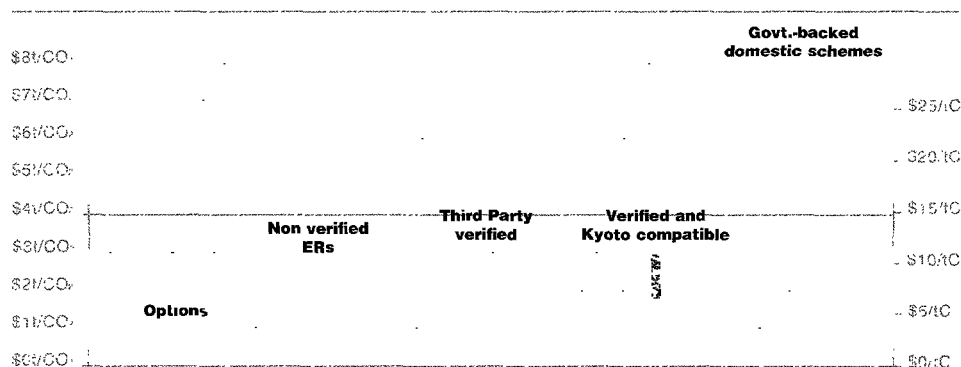 Govt.-backed
domestic schemes
$8t/CO₂
$7t/CO₂
$6t/CO₂
$5t/CO₂
$4t/CO₂
$3t/CO₂
$2t/CO₂
$1t/CO₂
$0t/CO₂
Options
Non verified
ERs
Third Party
verified
Verified and
Kyoto compatible
$25/tC
$20/tC
$15/tC
$10/tC
$5/tC
$0/tC